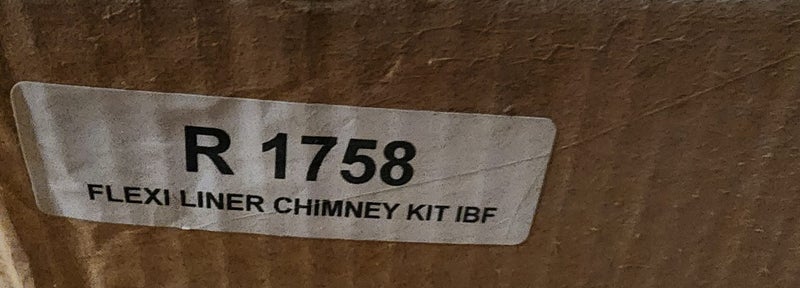 R 1758
FLEXI LINER CHIMNEY KIT IBF